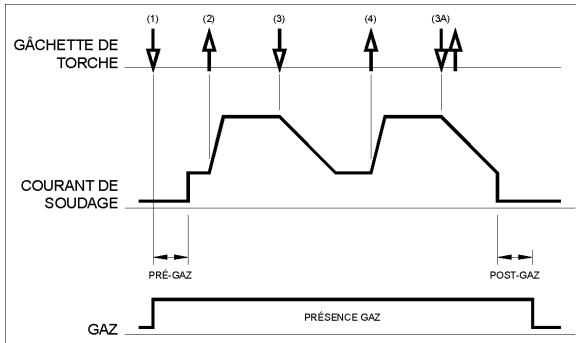 (1) (2) (3) (4) (3A)
GÂCHETTE DE
TORCHE
COURANT DE
SOUDAGE
PRÉ-GAZ POST-GAZ
PRÉSENCE GAZ
GAZ